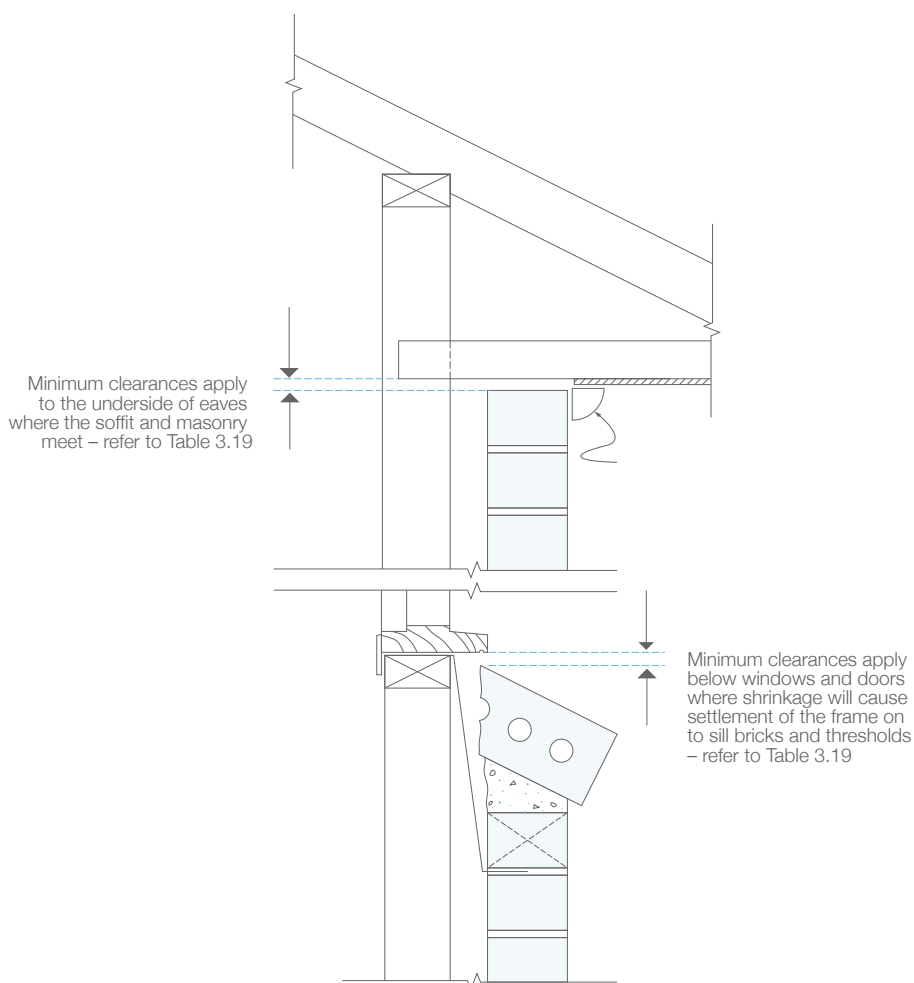 Minimum clearances apply
to the underside of eaves
where the soffit and masonry
meet – refer to Table 3.19
Minimum clearances apply
below windows and doors
where shrinkage will cause
settlement of the frame on
to sill bricks and thresholds
– refer to Table 3.19